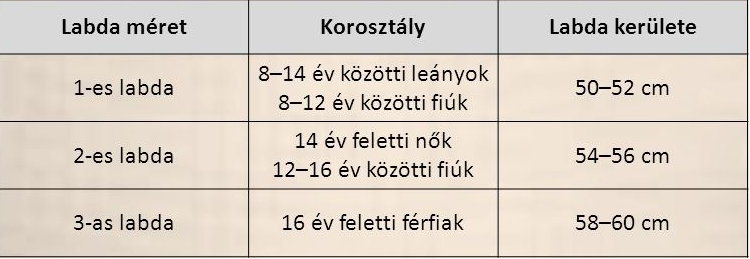 Labda méret Korosztály Labda kerülete
1-es labda 8–14 év közötti leányok 50–52 cm
8–12 év közötti fiúk
2-es labda 14 év feletti nők 54–56 cm
12–16 év közötti fiúk
3-as labda 16 év feletti férfiak 58–60 cm